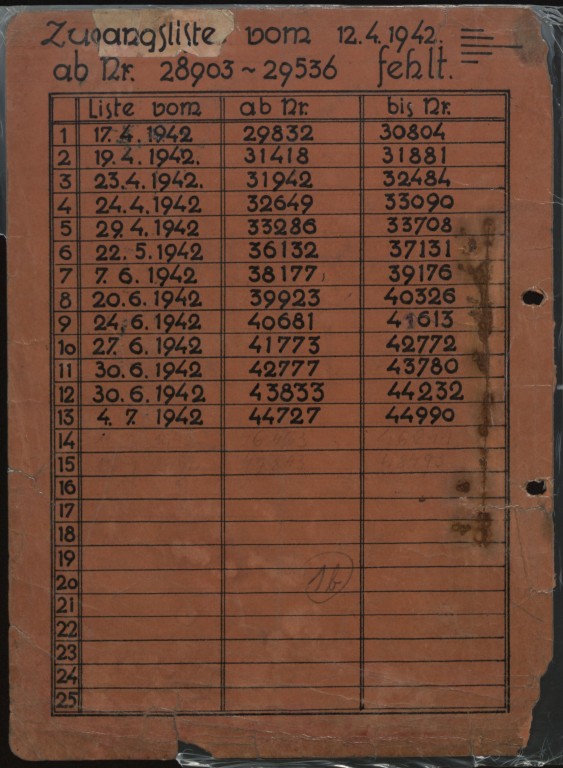 Zugangsliste vom 12.4.1942.
ab Nr. 28903~29536 fehlt.
Liste vom ab Nr. bis Nr.
1 17.4.1942 29832 30804
2 19.4.1942. 31418 31881
3 23.4.1942. 31942 32484
4 24.4.1942 32649 33090
5 29.4.1942 33286 33708
6 22.5.1942 36132 37131
7 7.6.1942 38177 39176
8 20.6.1942 39923 40326
9 24.6.1942 40681 41613
10 27.6.1942 41773 42772
11 30.6.1942 42777 43780
12 30.6.1942 43833 44232
13 4.7.1942 44727 44990
14
15
16
17
18
19
20
21
22
23
24
25